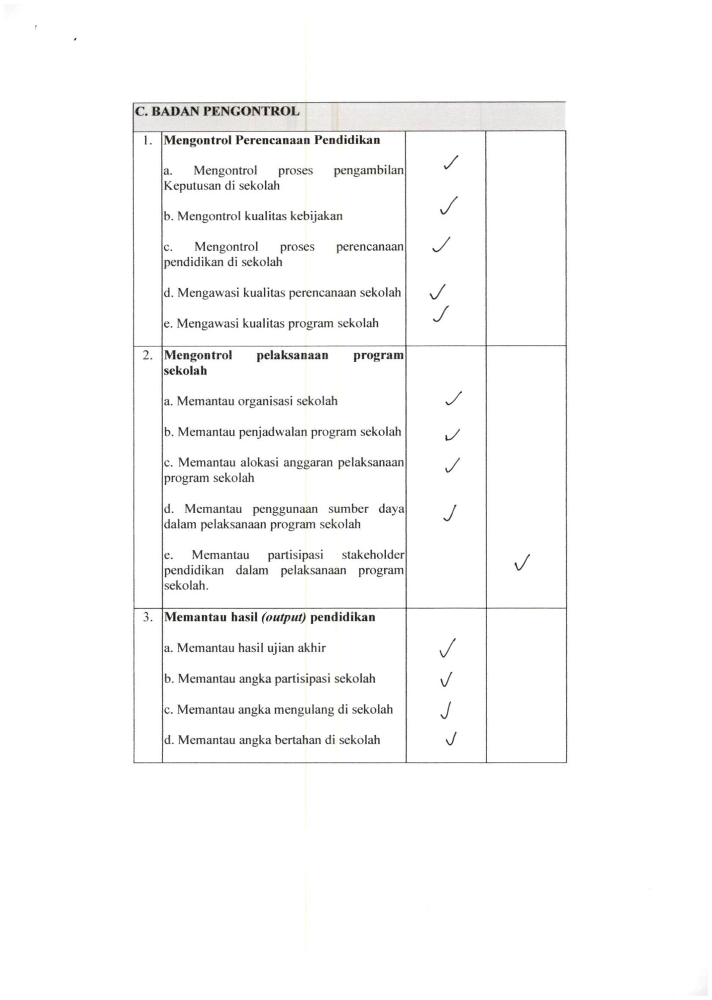 C. BADAN PENGONTROL
1. Mengontrol Perencanaan Pendidikan
a. Mengontrol proses pengambilan
Keputusan di sekolah
✓
b. Mengontrol kualitas kebijakan
✓
c. Mengontrol proses perencanaan
pendidikan di sekolah
✓
d. Mengawasi kualitas perencanaan sekolah
✓
e. Mengawasi kualitas program sekolah
✓
2. Mengontrol pelaksanaan program
sekolah
a. Memantau organisasi sekolah
✓
b. Memantau penjadwalan program sekolah
✓
c. Memantau alokasi anggaran pelaksanaan
program sekolah
✓
d. Memantau penggunaan sumber daya
dalam pelaksanaan program sekolah
✓
e. Memantau partisipasi stakeholder
pendidikan dalam pelaksanaan program
sekolah.
✓
3. Memantau hasil (output) pendidikan
a. Memantau hasil ujian akhir
✓
b. Memantau angka partisipasi sekolah
✓
c. Memantau angka mengulang di sekolah
✓
d. Memantau angka bertahan di sekolah
✓